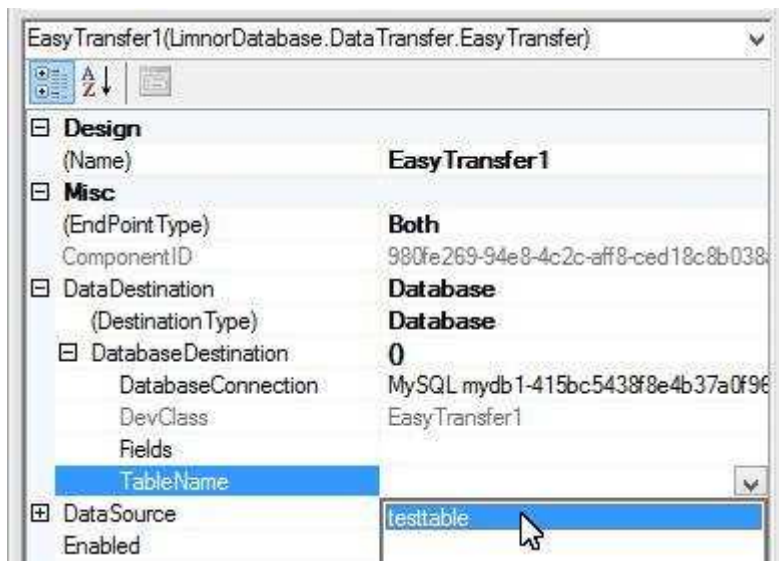 EasyTransfer1(LimnorDatabase.DataTransfer.EasyTransfer)
A
Z
Design
(Name) EasyTransfer1
Misc
(EndPointType) Both
ComponentID 980fe269-94e8-4c2c-aff8-ced18c8b038a
DataDestination Database
(DestinationType) Database
DatabaseDestination ()
DatabaseConnection MySQL mydb1-415bc5438f8e4b37a0f96
DevClass EasyTransfer1
Fields
TableName
DataSource testtable
Enabled